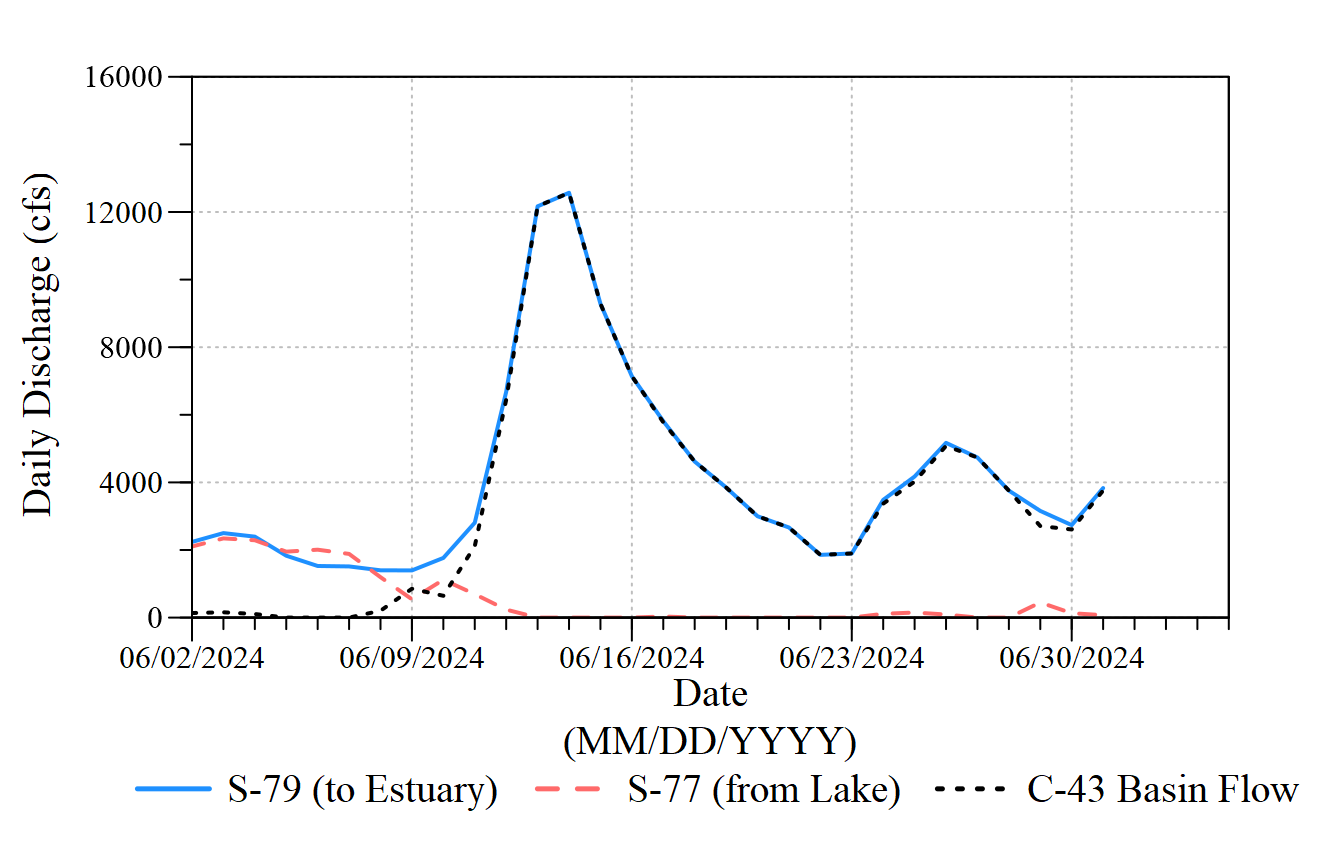 16000
12000
8000
4000
0
Daily Discharge (cfs)
06/02/2024 06/09/2024 06/16/2024 06/23/2024 06/30/2024
Date
(MM/DD/YYYY)
S-79 (to Estuary) S-77 (from Lake) C-43 Basin Flow